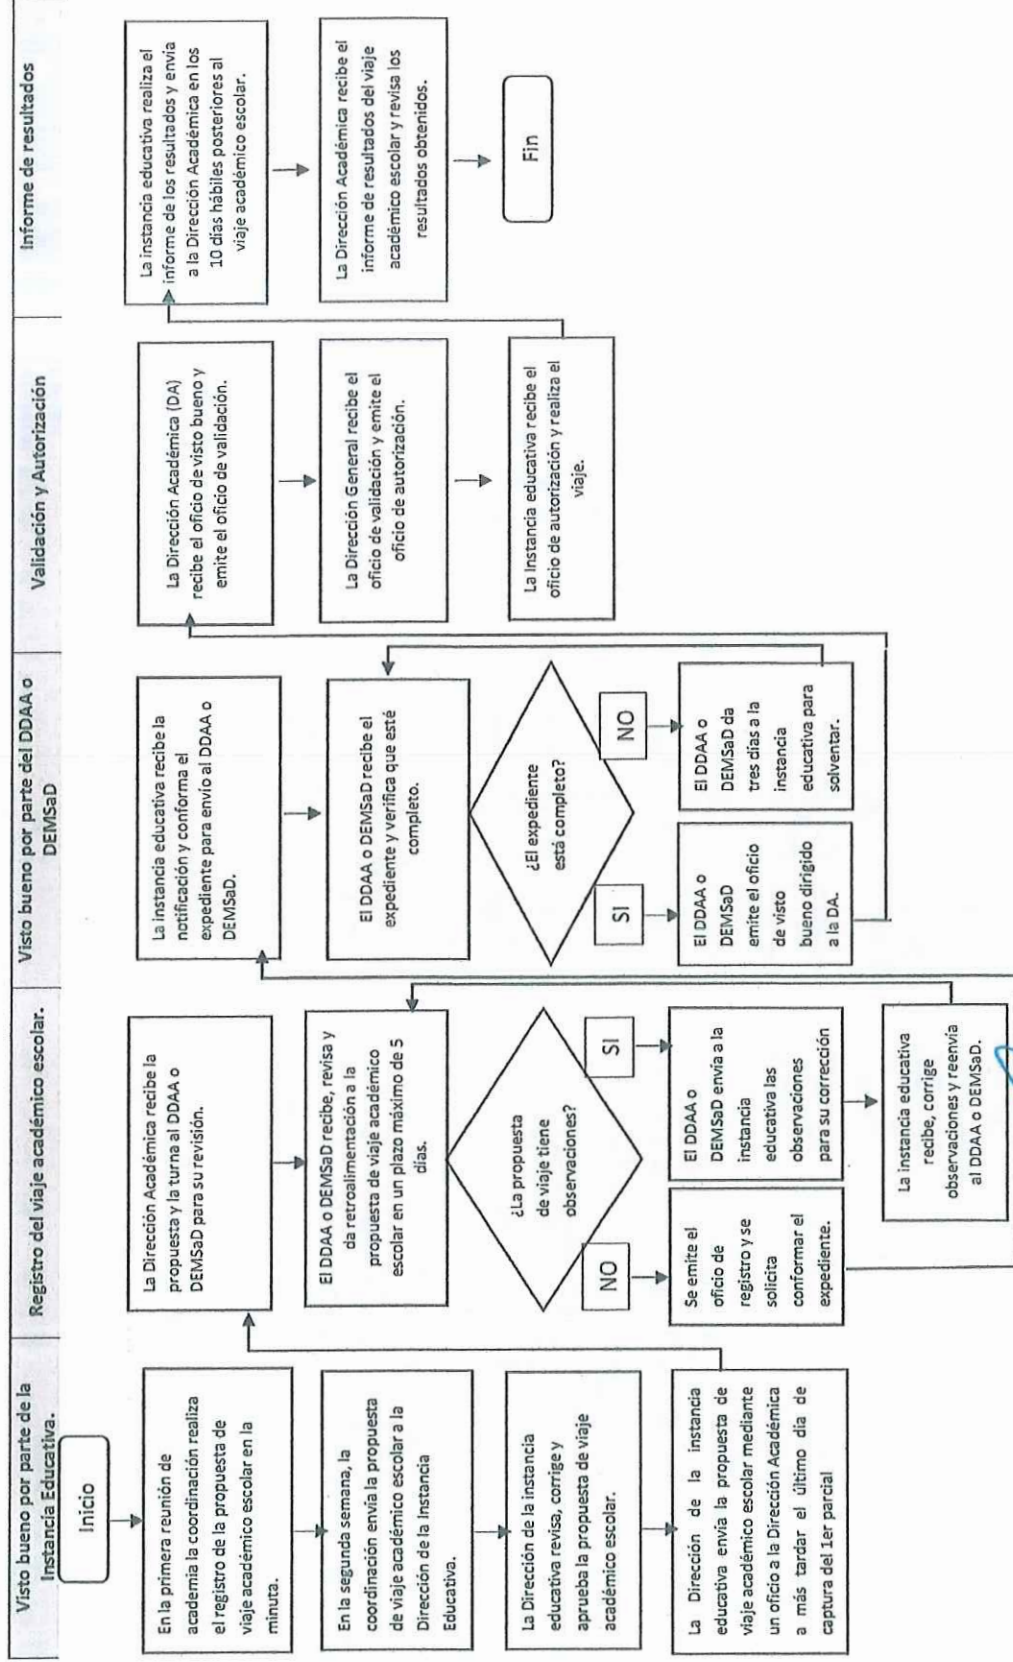 Visto bueno por parte de la
Instancia Educativa.
Registro del viaje académico escolar.
Visto bueno por parte del DDAA o
DEMSaD
Validación y Autorización
Informe de resultados
Inicio
En la primera reunión de
academia la coordinación realiza
el registro de la propuesta de
viaje académico escolar en la
minuta.
En la segunda semana, la
coordinación envía la propuesta
de viaje académico escolar a la
Dirección de la Instancia
Educativa.
La Dirección de la instancia
educativa revisa, corrige y
aprueba la propuesta de viaje
académico escolar.
La Dirección de la instancia
educativa envía la propuesta de
viaje académico escolar mediante
un oficio a la Dirección Académica
a más tardar el último día de
captura del 1er parcial
La Dirección Académica recibe la
propuesta y la turna al DDAA o
DEMSaD para su revisión.
El DDAA o DEMSaD recibe, revisa y
da retroalimentación a la
propuesta de viaje académico
escolar en un plazo máximo de 5
días.
¿La propuesta
de viaje tiene
observaciones?
NO
SI
Se emite el
oficio de
registro y se
solicita
conformar el
expediente.
El DDAA o
DEMSaD envía a la
instancia
educativa las
observaciones
para su corrección
La instancia educativa
recibe, corrige
observaciones y reenvía
al DDAA o DEMSaD.
La instancia educativa recibe la
notificación y conforma el
expediente para envío al DDAA o
DEMSaD.
El DDAA o DEMSaD recibe el
expediente y verifica que esté
completo.
¿El expediente
está completo?
SI
NO
El DDAA o
DEMSaD
emite el oficio
de visto
bueno dirigido
a la DA.
El DDAA o
DEMSaD da
tres días a la
instancia
educativa para
solventar.
La Dirección Académica (DA)
recibe el oficio de visto bueno y
emite el oficio de validación.
La Dirección General recibe el
oficio de validación y emite el
oficio de autorización.
La Instancia educativa recibe el
oficio de autorización y realiza el
viaje.
La instancia educativa realiza el
informe de los resultados y envia
a la Dirección Académica en los
10 días hábiles posteriores al
viaje académico escolar.
La Dirección Académica recibe el
informe de resultados del viaje
académico escolar y revisa los
resultados obtenidos.
Fin